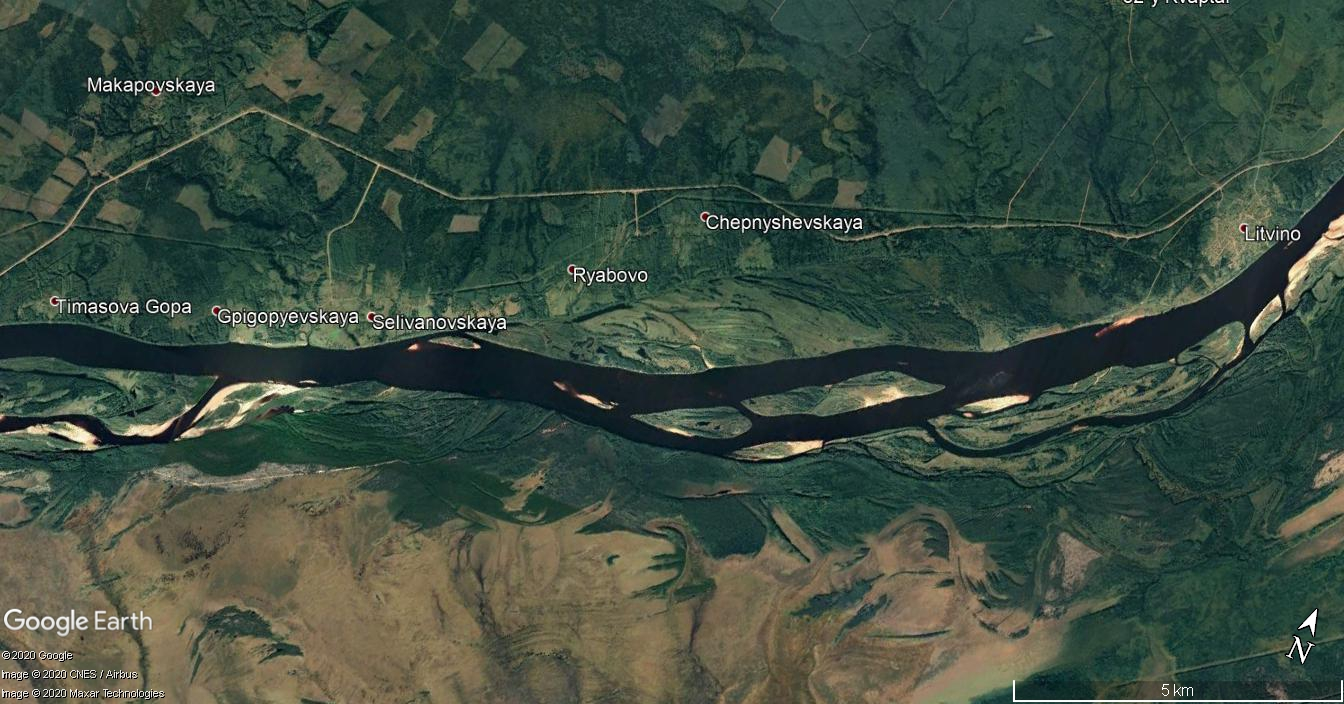 Makapovskaya
Chepnyshevskaya
Litvino
Ryabovo
Timasova Gopa
Gpigopyevskaya
Selivanovskaya
Google Earth
© 2020 Google
Image © 2020 CNES / Airbus
Image © 2020 Maxar Technologies
N
5 km